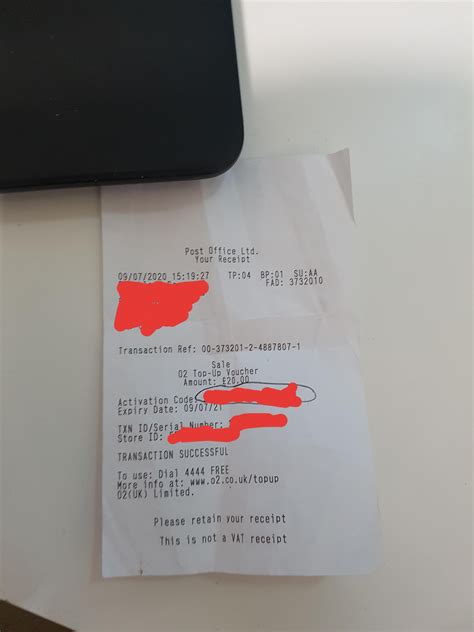 Post Office Ltd.
Your Receipt
09/07/2020 15:19:27 TP:04 BP:01 SU:AA
FAD: 3732010
Transaction Ref: 00-373201-2-4887807-1
Sale
O2 Top-Up Voucher
Amount: £20.00
Activation Code:
Expiry Date: 09/07/21
TXN ID/Serial Number:
Store ID:
TRANSACTION SUCCESSFUL
To use: Dial 4444 FREE
More info at: www.o2.co.uk/topup
O2(UK) Limited.
Please retain your receipt
This is not a VAT receipt